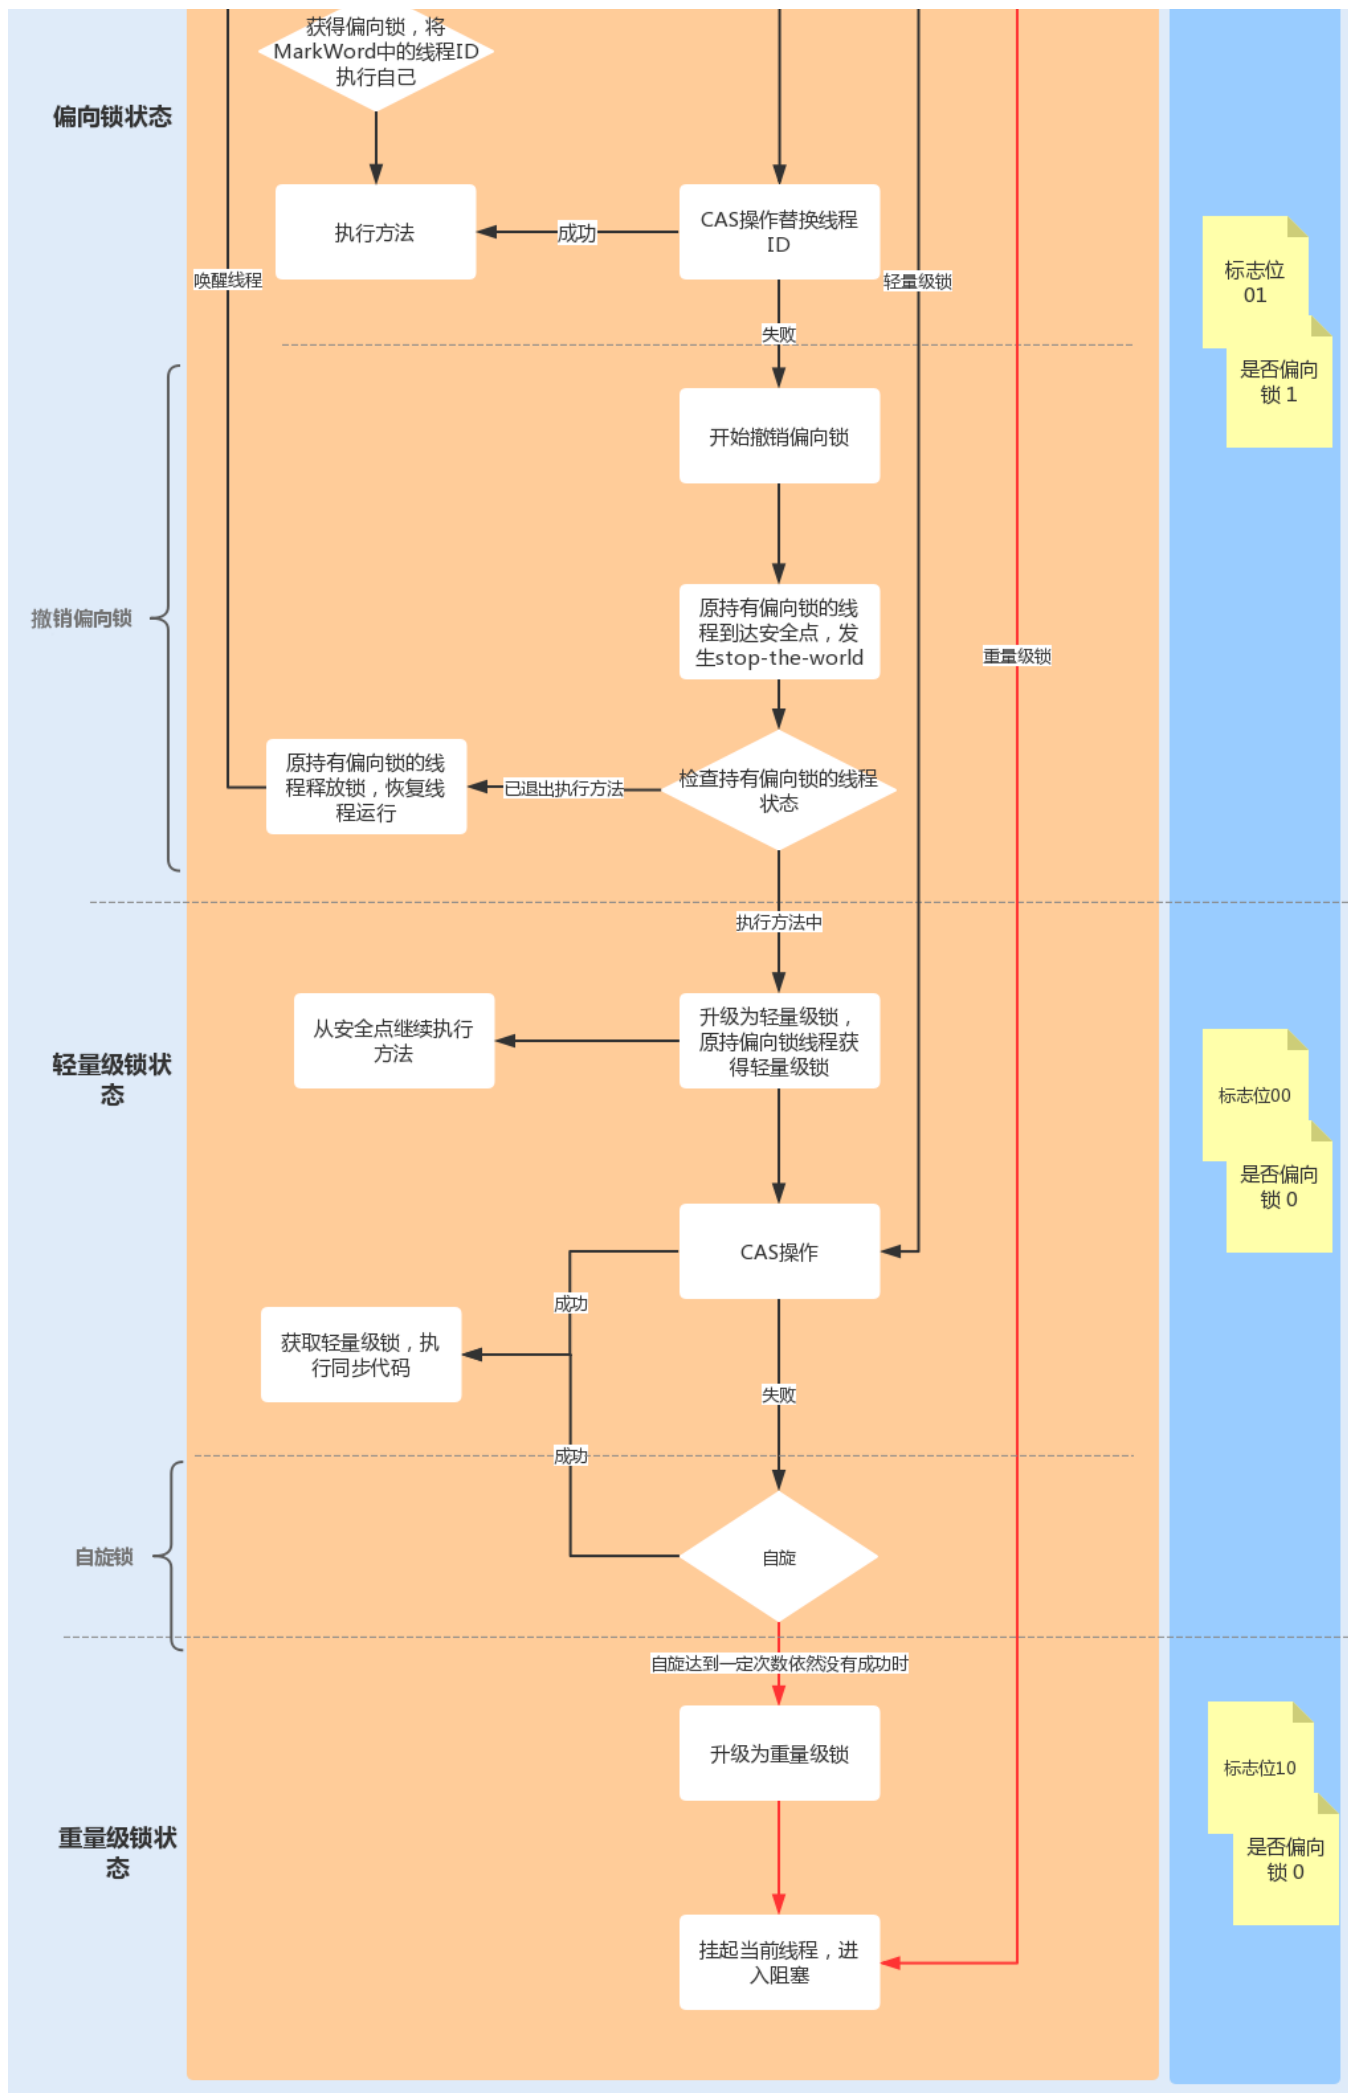 获得偏向锁，将
MarkWord中的线程ID
执行自己
偏向锁状态
执行方法
成功
CAS操作替换线程
ID
唤醒线程
轻量级锁
标志位
01
失败
是否偏向
锁 1
开始撤销偏向锁
撤销偏向锁
原持有偏向锁的线
程到达安全点，发
生stop-the-world
重量级锁
原持有偏向锁的线
程释放锁，恢复线
程运行
已退出执行方法
检查持有偏向锁的线程
状态
执行方法中
轻量级锁状
态
从安全点继续执行
方法
升级为轻量级锁，
原持偏向锁线程获
得轻量级锁
标志位00
是否偏向
锁 0
CAS操作
成功
获取轻量级锁，执
行同步代码
失败
成功
自旋锁
自旋
自旋达到一定次数依然没有成功时
升级为重量级锁
标志位10
是否偏向
锁 0
重量级锁状
态
挂起当前线程，进
入阻塞